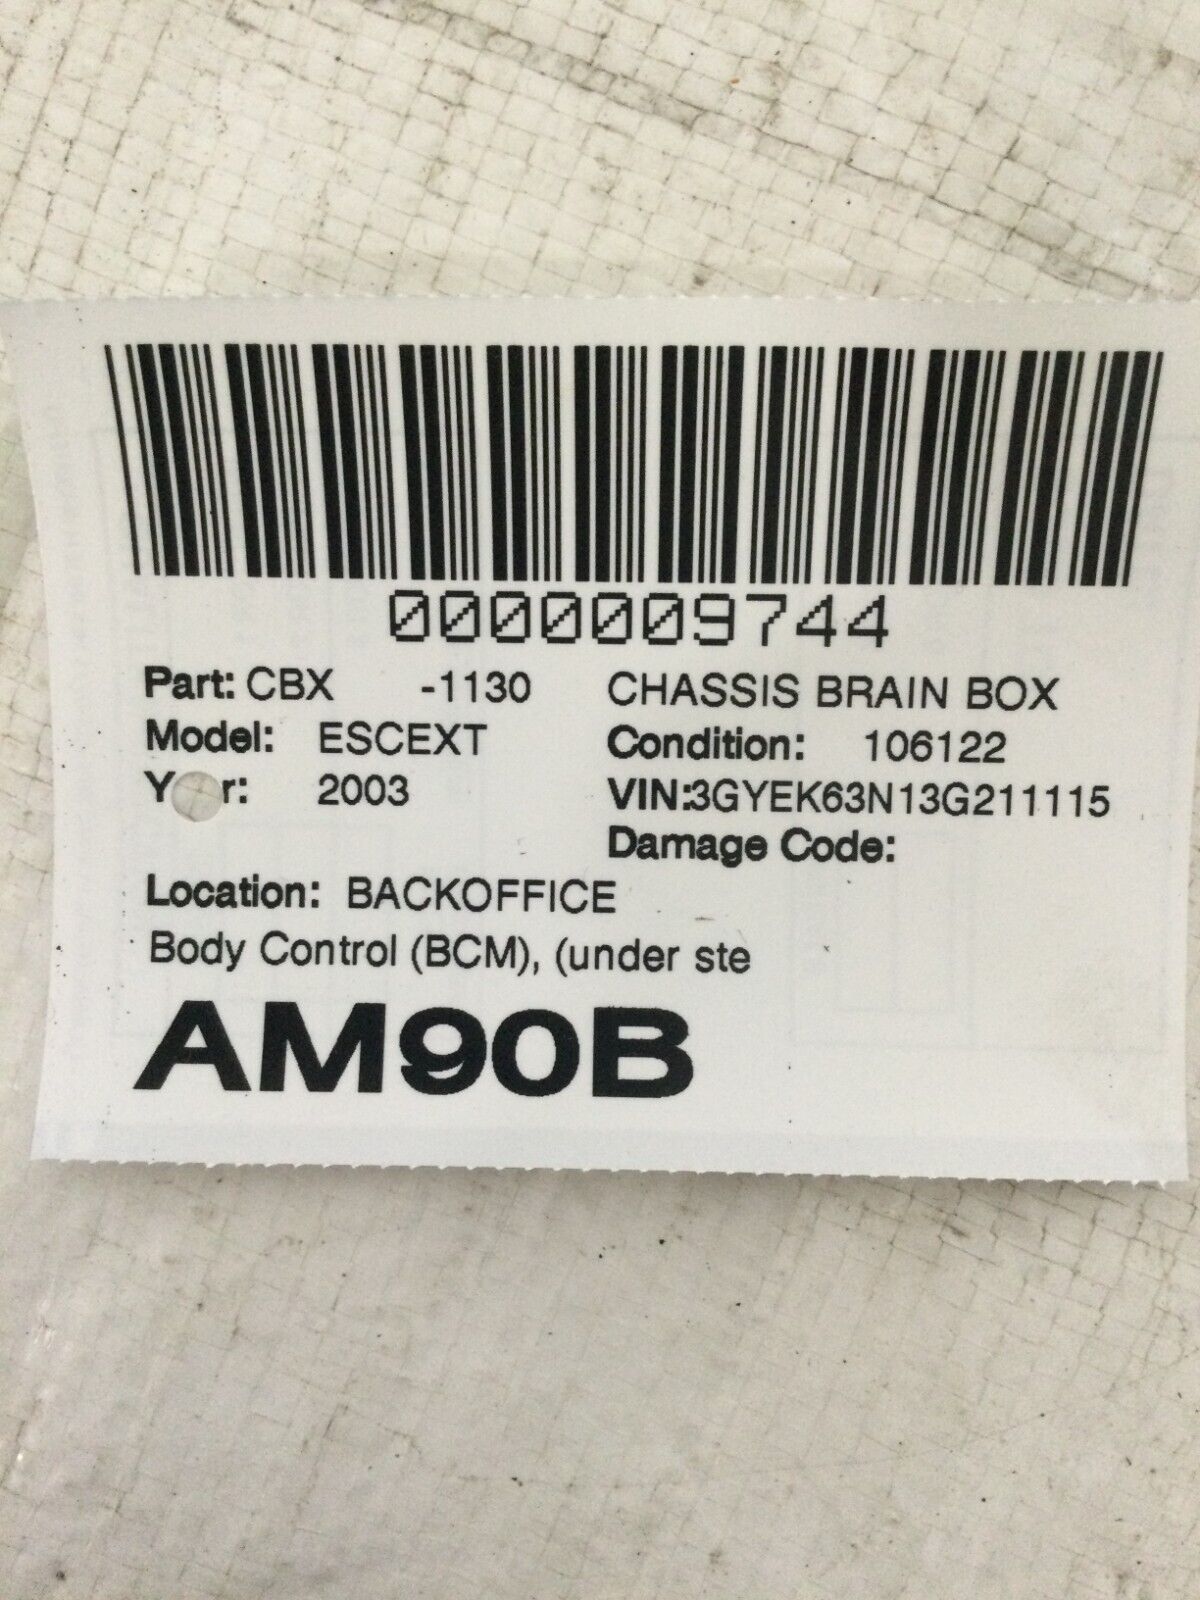 0000009744
Part: CBX -1130 CHASSIS BRAIN BOX
Model: ESCEXT Condition: 106122
Y r: 2003 VIN:3GYEK63N13G211115
Damage Code:
Location: BACKOFFICE
Body Control (BCM), (under ste
AM90B